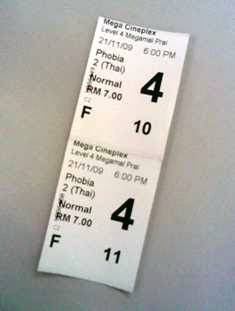 Mega Cineplex
Level 4 Megamal Prai
21/11/09 6:00 PM
Phobia
2 (Thai)
4
Normal
RM 7.00
F 10
Mega Cineplex
Level 4 Megamal Prai
21/11/09 6:00 PM
Phobia
2 (Thai)
4
Normal
RM 7.00
F 11